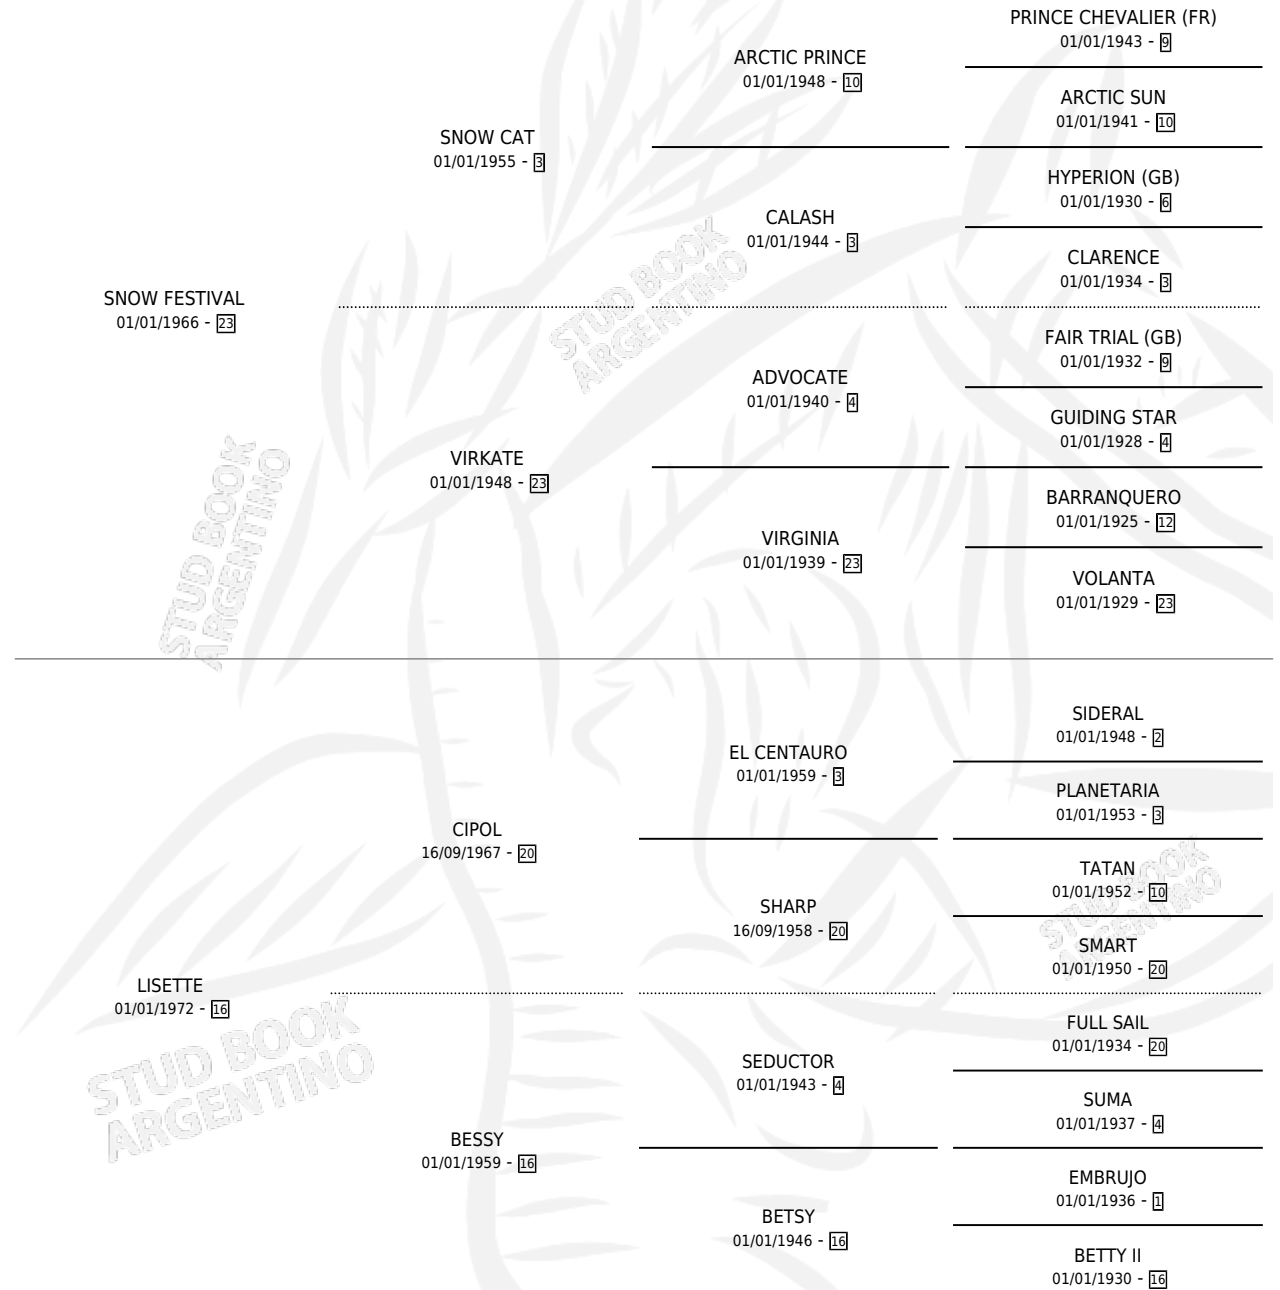 PRINCE CHEVALIER (FR)
01/01/1943 - 9
ARCTIC PRINCE
01/01/1948 - 10
ARCTIC SUN
01/01/1941 - 10
SNOW CAT
01/01/1955 - 3
HYPERION (GB)
01/01/1930 - 6
CALASH
01/01/1944 - 3
CLARENCE
01/01/1934 - 3
SNOW FESTIVAL
01/01/1966 - 23
FAIR TRIAL (GB)
01/01/1932 - 9
ADVOCATE
01/01/1940 - 4
GUIDING STAR
01/01/1928 - 4
VIRKATE
01/01/1948 - 23
BARRANQUERO
01/01/1925 - 12
VIRGINIA
01/01/1939 - 23
VOLANTA
01/01/1929 - 23
SIDERAL
01/01/1948 - 2
EL CENTAURO
01/01/1959 - 3
PLANETARIA
01/01/1953 - 3
CIPOL
16/09/1967 - 20
TATAN
01/01/1952 - 10
SHARP
16/09/1958 - 20
SMART
01/01/1950 - 20
LISETTE
01/01/1972 - 16
FULL SAIL
01/01/1934 - 20
SEDUCTOR
01/01/1943 - 4
SUMA
01/01/1937 - 4
BESSY
01/01/1959 - 16
EMBRUJO
01/01/1936 - 1
BETSY
01/01/1946 - 16
BETTY II
01/01/1930 - 16
STUD BOOK
ARGENTINO
STUD BOOK
ARGENTINO
STUD BOOK
ARGENTINO
STUD BOOK
ARGENTINO